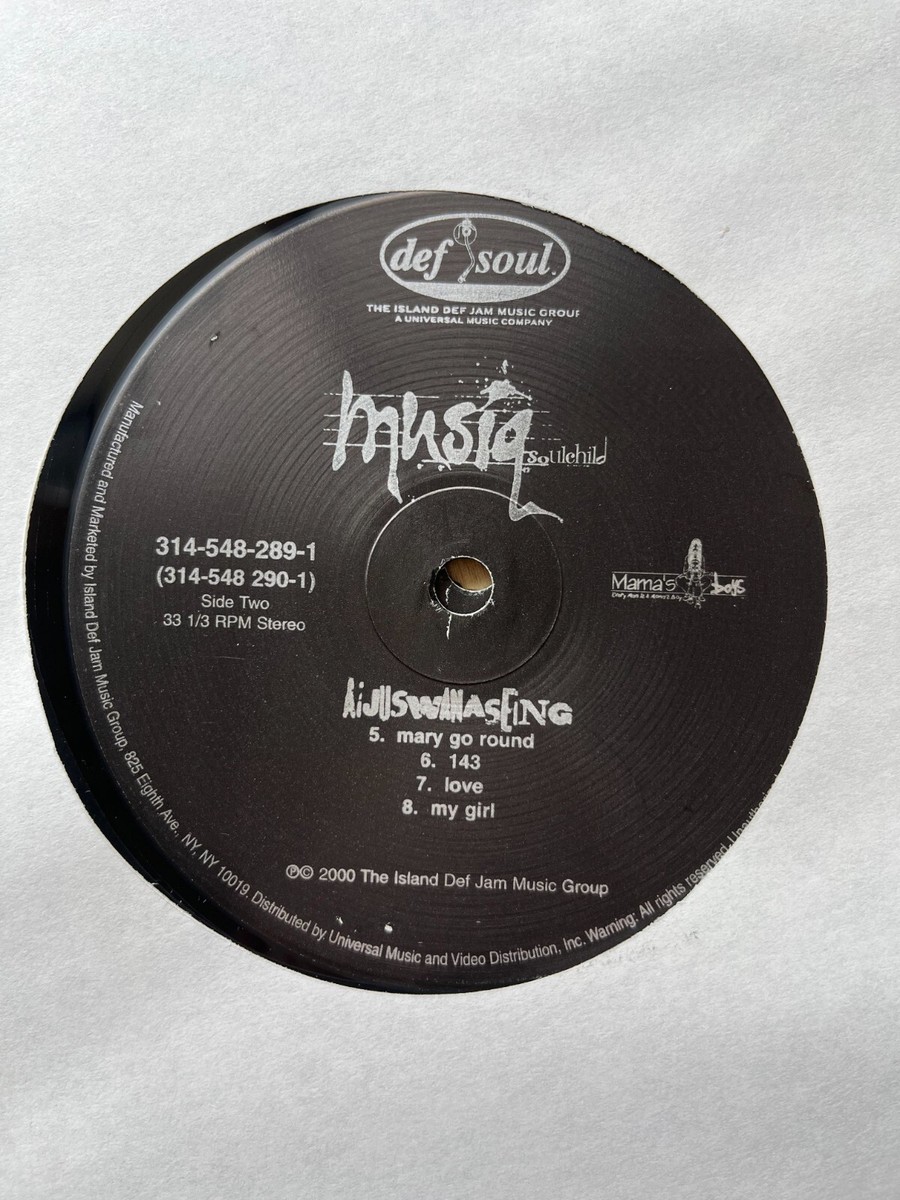 def soul.
THE ISLAND DEF JAM MUSIC GROUP
A UNIVERSAL MUSIC COMPANY
musiq
soulchild
314-548-289-1
(314-548 290-1)
Side Two
33 1/3 RPM Stereo
Mama's boys
AIJUSWANASEING
5. mary go round
6. 143
7. love
8. my girl
℗© 2000 The Island Def Jam Music Group
Manufactured and Marketed by Island Def Jam Music Group, 825 Eighth Ave., NY, NY 10019. Distributed by Universal Music and Video Distribution, Inc. Warning: All rights reserved.